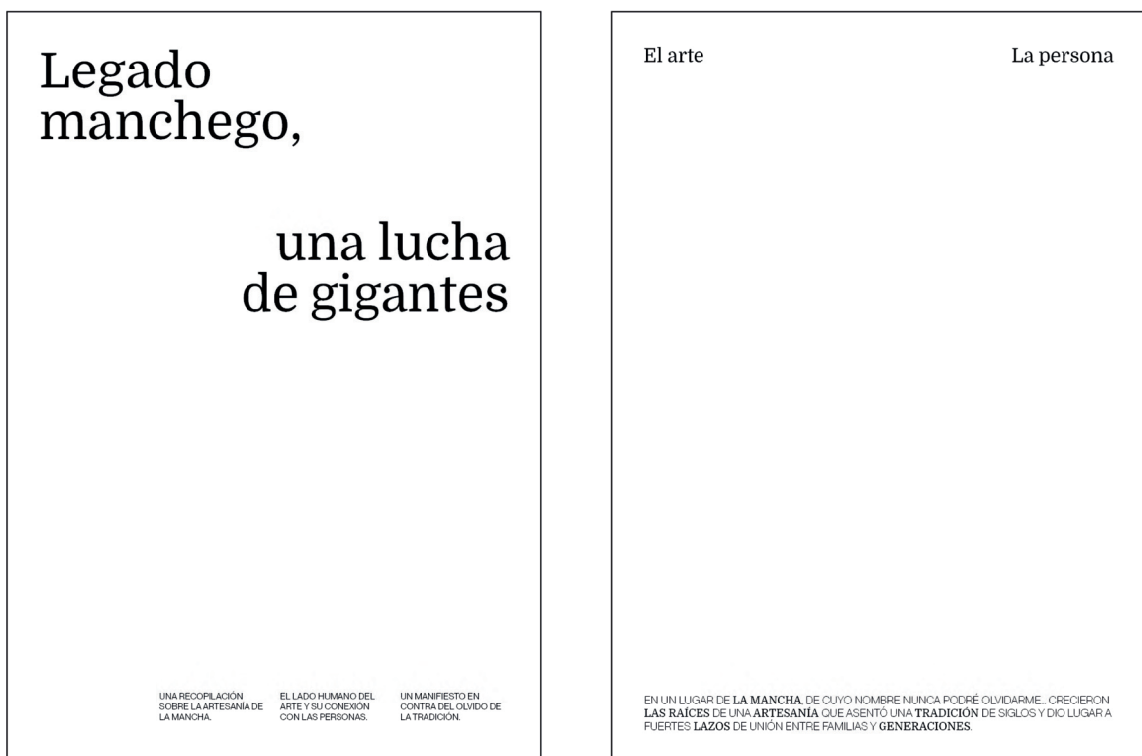 Legado
manchego,
una lucha
de gigantes
UNA RECOPILACIÓN
SOBRE LA ARTESANÍA DE
LA MANCHA.
EL LADO HUMANO DEL
ARTE Y SU CONEXIÓN
CON LAS PERSONAS.
UN MANIFIESTO EN
CONTRA DEL OLVIDO DE
LA TRADICIÓN.
El arte
La persona
EN UN LUGAR DE LA MANCHA, DE CUYO NOMBRE NUNCA PODRÉ OLVIDARME... CRECIERON
LAS RAÍCES DE UNA ARTESANÍA QUE ASENTÓ UNA TRADICIÓN DE SIGLOS Y DIO LUGAR A
FUERTES LAZOS DE UNIÓN ENTRE FAMILIAS Y GENERACIONES.